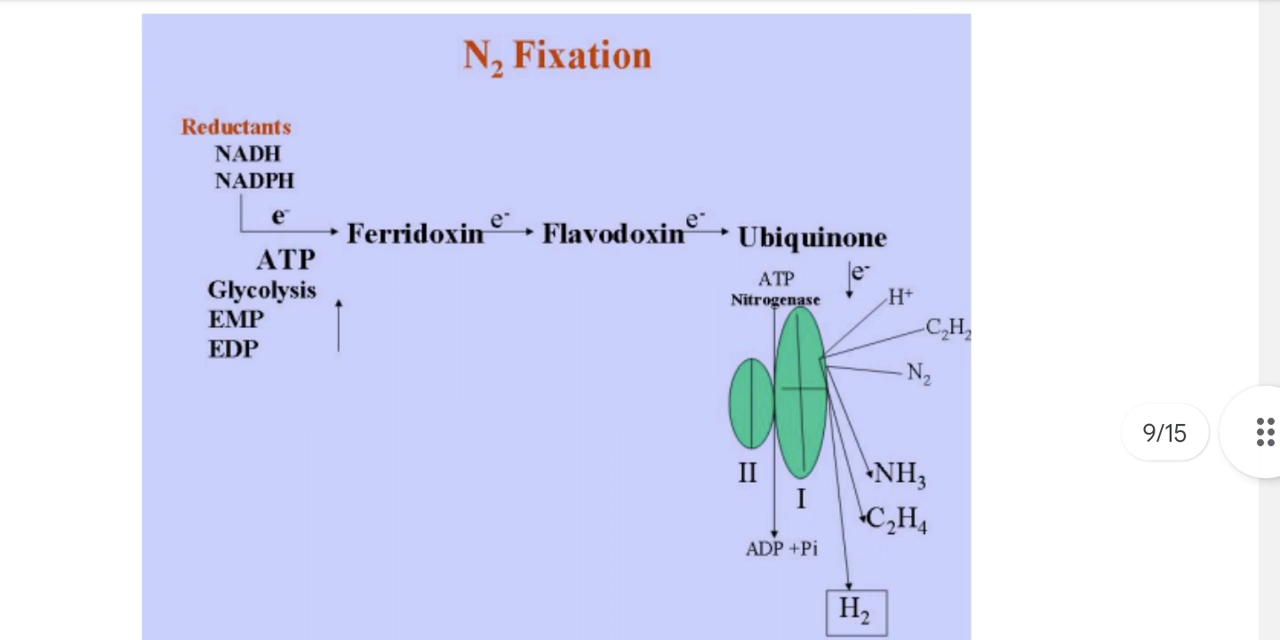 N₂ Fixation
Reductants
NADH
NADPH
e⁻
Ferridoxin e⁻ Flavodoxin e⁻ Ubiquinone
ATP
Glycolysis
EMP
EDP
ATP e⁻
Nitrogenase
H⁺
C₂H₂
N₂
9/15
II
I
NH₃
C₂H₄
ADP +Pi
H₂